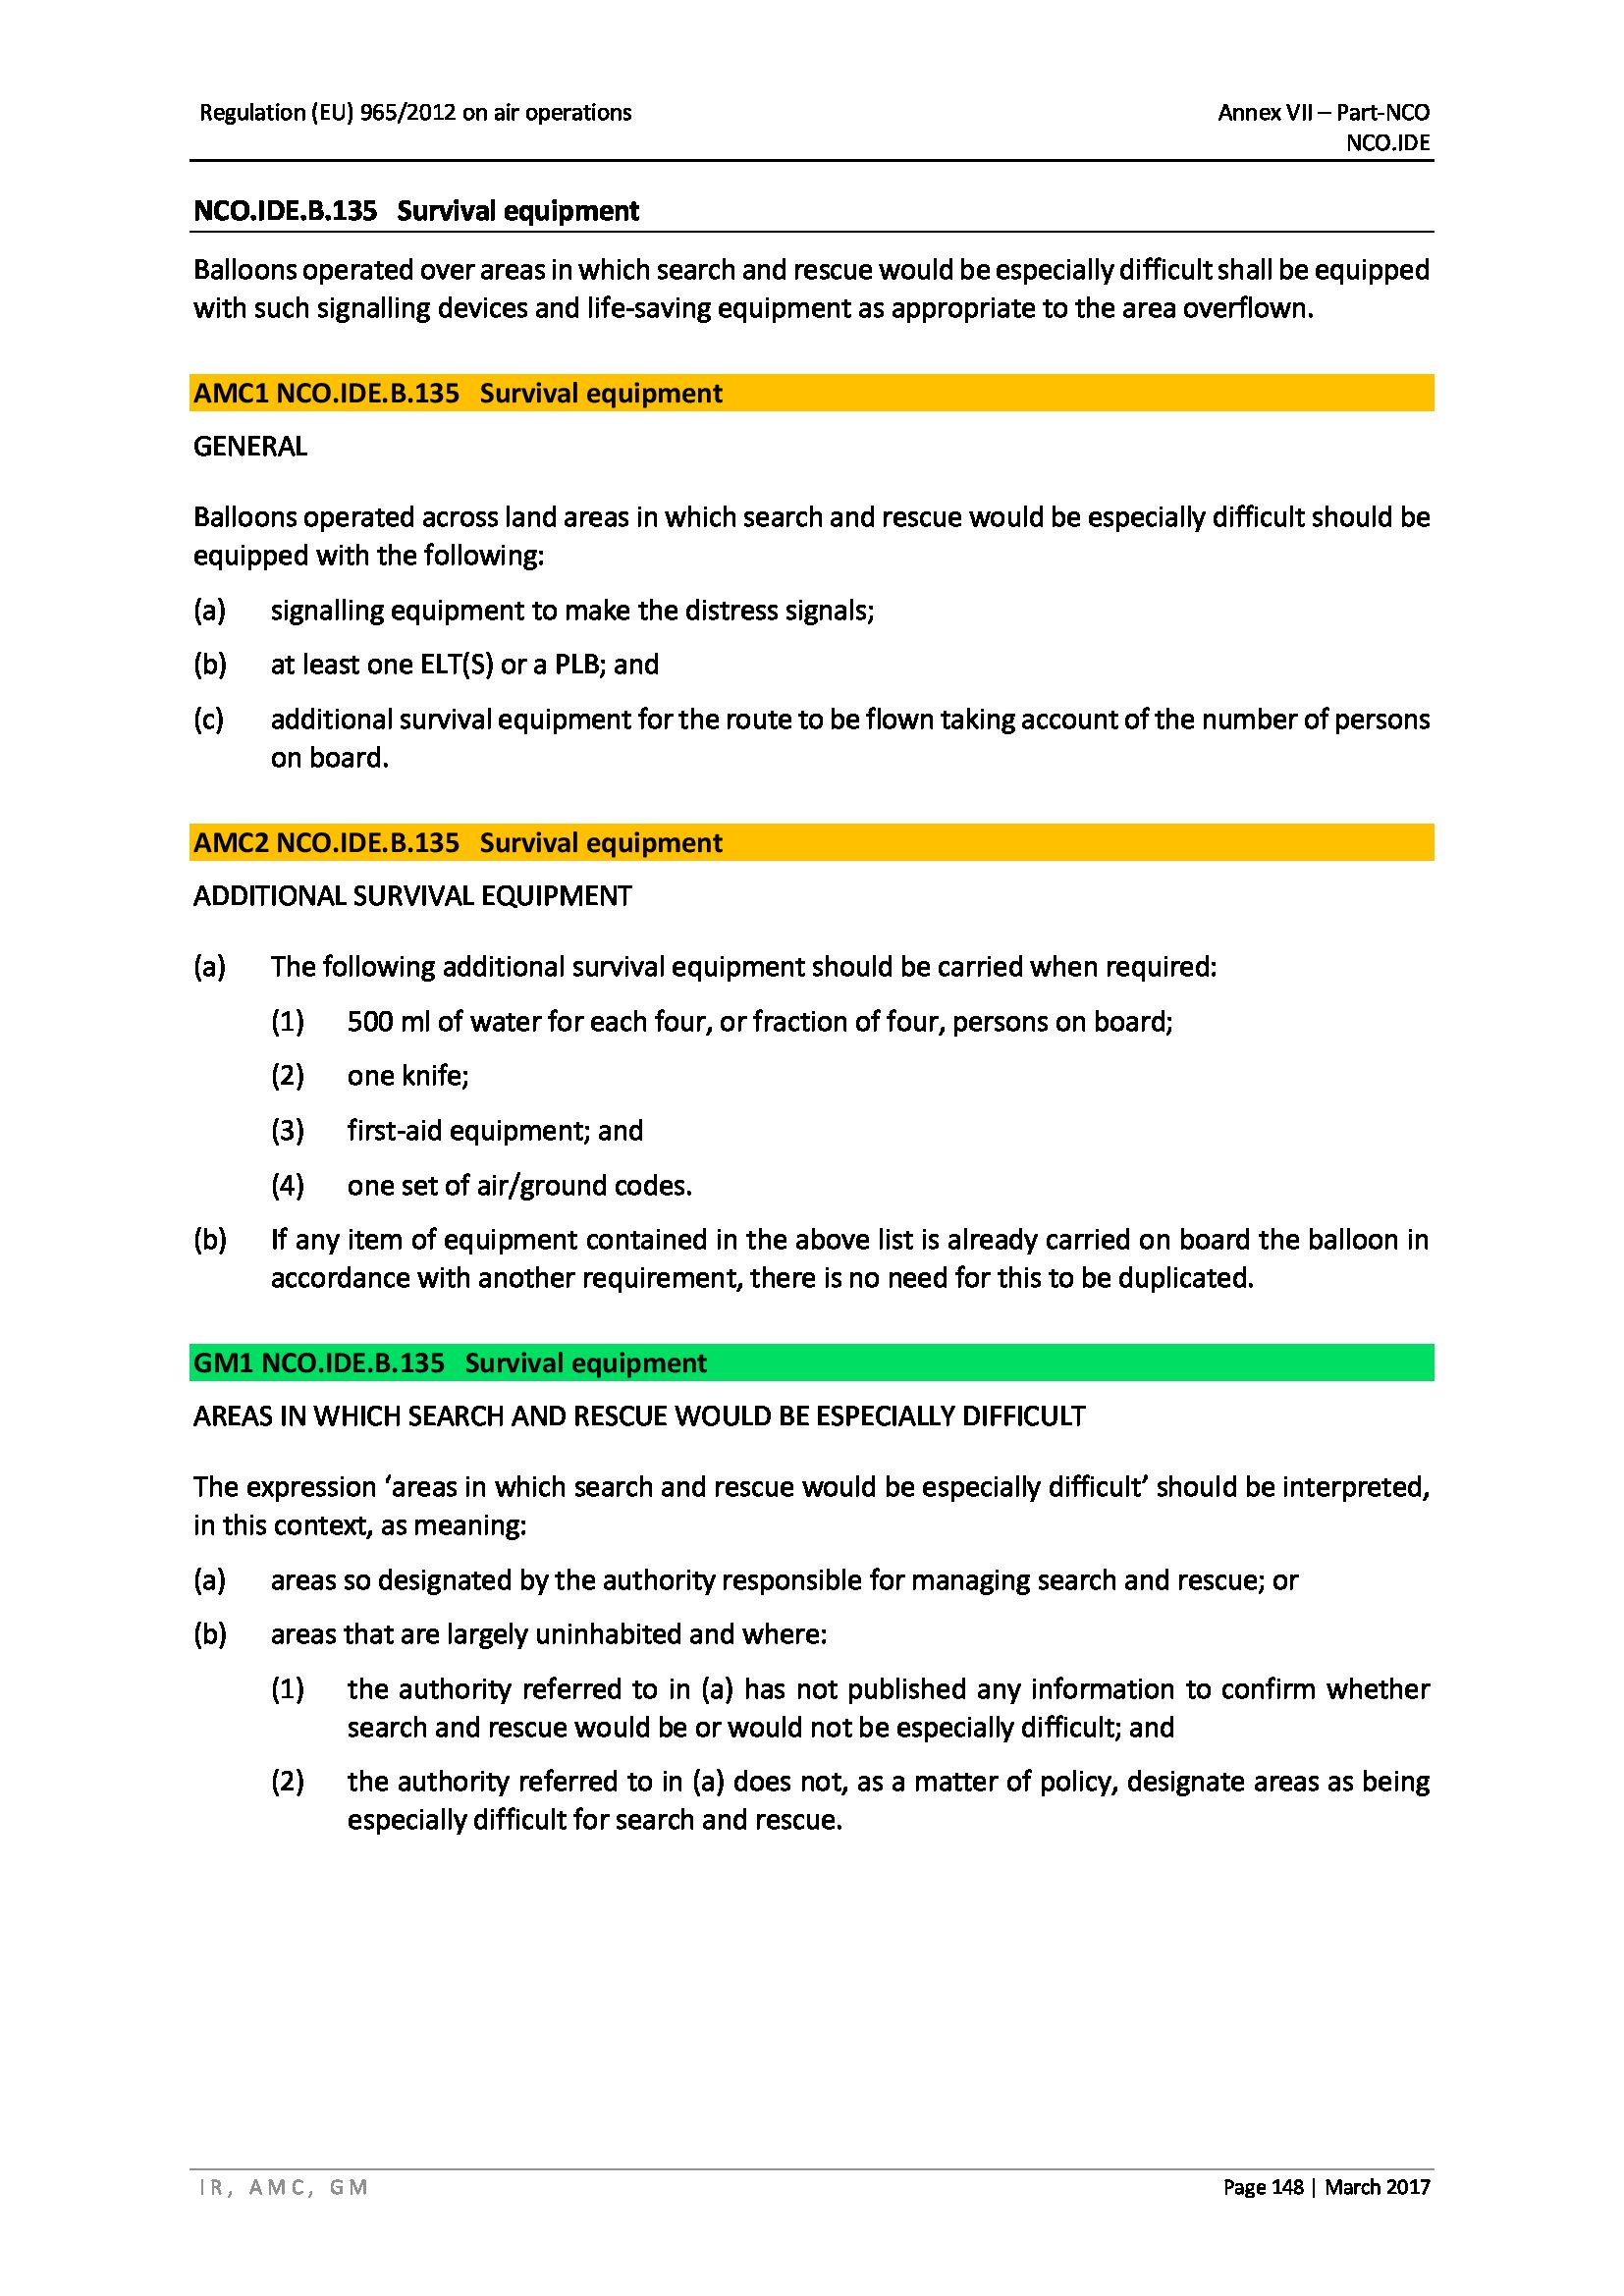 Regulation (EU) 965/2012 on air operations
Annex VII – Part-NCO
NCO.IDE
NCO.IDE.B.135 Survival equipment
Balloons operated over areas in which search and rescue would be especially difficult shall be equipped
with such signalling devices and life-saving equipment as appropriate to the area overflown.
AMC1 NCO.IDE.B.135 Survival equipment
GENERAL
Balloons operated across land areas in which search and rescue would be especially difficult should be
equipped with the following:
(a) signalling equipment to make the distress signals;
(b) at least one ELT(S) or a PLB; and
(c) additional survival equipment for the route to be flown taking account of the number of persons
on board.
AMC2 NCO.IDE.B.135 Survival equipment
ADDITIONAL SURVIVAL EQUIPMENT
(a) The following additional survival equipment should be carried when required:
(1) 500 ml of water for each four, or fraction of four, persons on board;
(2) one knife;
(3) first-aid equipment; and
(4) one set of air/ground codes.
(b) If any item of equipment contained in the above list is already carried on board the balloon in
accordance with another requirement, there is no need for this to be duplicated.
GM1 NCO.IDE.B.135 Survival equipment
AREAS IN WHICH SEARCH AND RESCUE WOULD BE ESPECIALLY DIFFICULT
The expression ‘areas in which search and rescue would be especially difficult’ should be interpreted,
in this context, as meaning:
(a) areas so designated by the authority responsible for managing search and rescue; or
(b) areas that are largely uninhabited and where:
(1) the authority referred to in (a) has not published any information to confirm whether
search and rescue would be or would not be especially difficult; and
(2) the authority referred to in (a) does not, as a matter of policy, designate areas as being
especially difficult for search and rescue.
IR, AMC, GM
Page 148 | March 2017